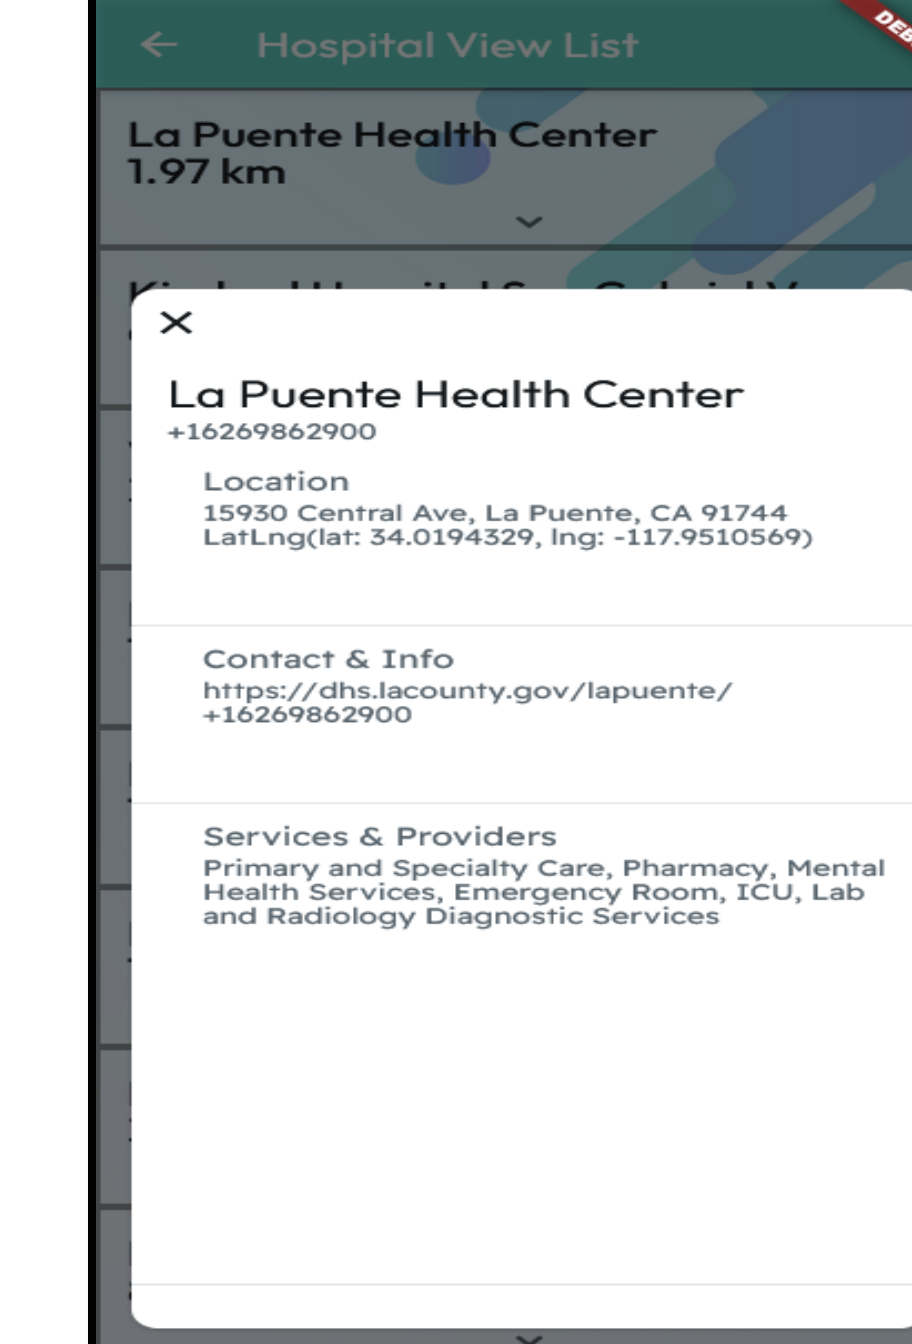 Hospital View List
La Puente Health Center
1.97 km
La Puente Health Center
+16269862900
Location
15930 Central Ave, La Puente, CA 91744
LatLng(lat: 34.0194329, lng: -117.9510569)
Contact & Info
https://dhs.lacounty.gov/lapuente/
+16269862900
Services & Providers
Primary and Specialty Care, Pharmacy, Mental
Health Services, Emergency Room, ICU, Lab
and Radiology Diagnostic Services